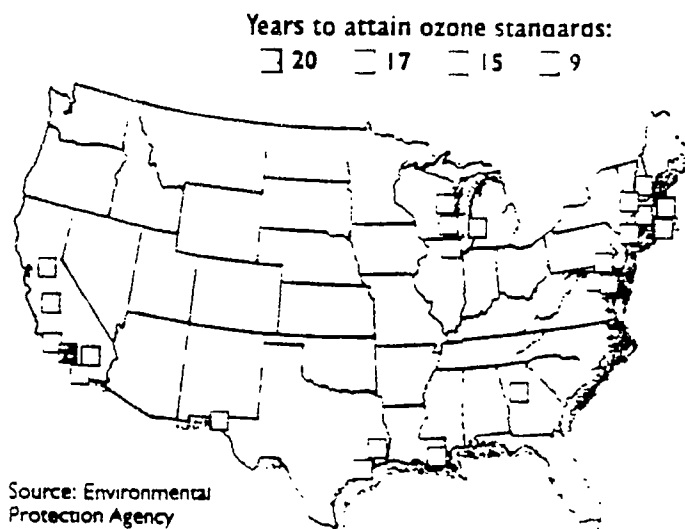 Years to attain ozone standards:
20 17 15 9
Source: Environmental
Protection Agency